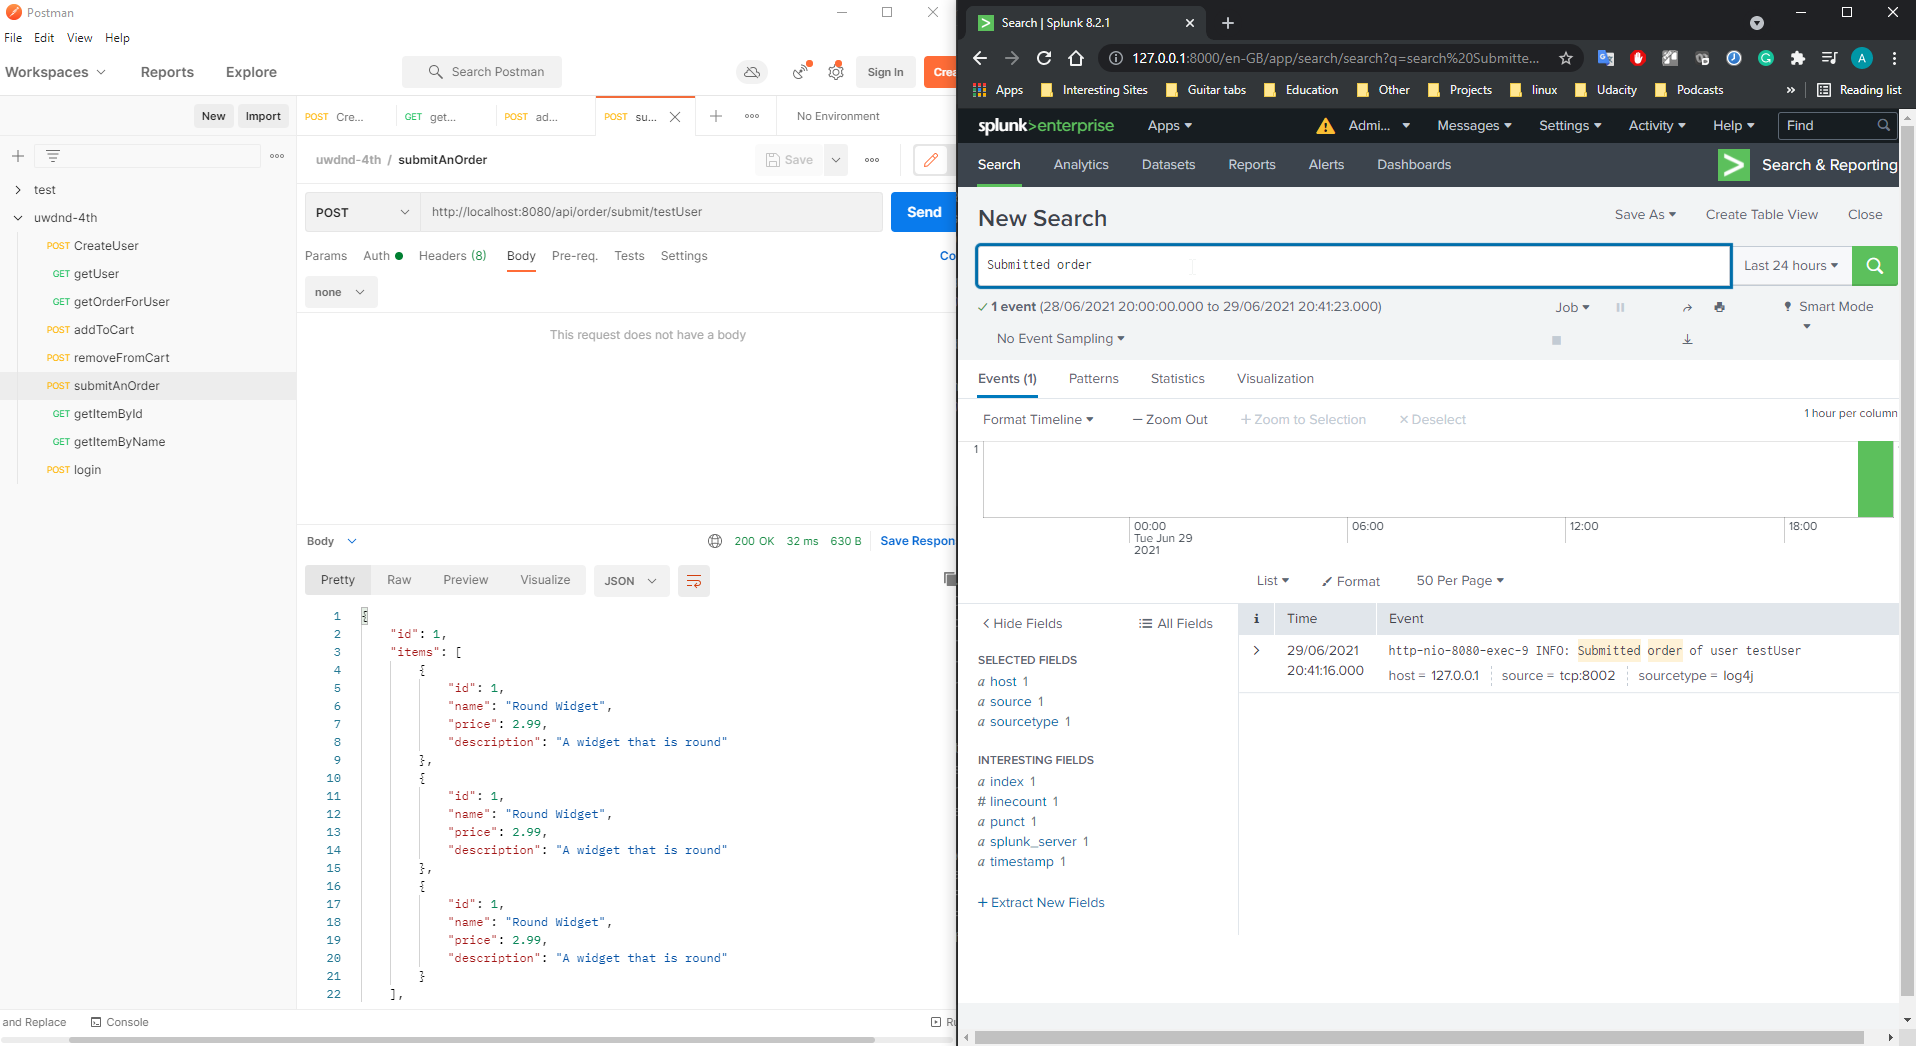 Postman
File Edit View Help
Workspaces Reports Explore Search Postman Sign In Crea
New Import POST Cre... GET get... POST ad... POST su... No Environment
uwdnd-4th / submitAnOrder Save
test
uwdnd-4th
POST CreateUser
GET getUser
GET getOrderForUser
POST addToCart
POST removeFromCart
POST submitAnOrder
GET getItemById
GET getItemByName
POST login
POST http://localhost:8080/api/order/submit/testUser Send
Params Auth Headers (8) Body Pre-req. Tests Settings Co
none
This request does not have a body
Body 200 OK 32 ms 630 B Save Respon
Pretty Raw Preview Visualize JSON
1 {
2 "id": 1,
3 "items": [
4 {
5 "id": 1,
6 "name": "Round Widget",
7 "price": 2.99,
8 "description": "A widget that is round"
9 },
10 {
11 "id": 1,
12 "name": "Round Widget",
13 "price": 2.99,
14 "description": "A widget that is round"
15 },
16 {
17 "id": 1,
18 "name": "Round Widget",
19 "price": 2.99,
20 "description": "A widget that is round"
21 }
22 ],
and Replace Console Ru
Search | Splunk 8.2.1
127.0.0.1:8000/en-GB/app/search/search?q=search%20Submitte... A
Apps Interesting Sites Guitar tabs Education Other Projects linux Udacity Podcasts » Reading list
splunk>enterprise Apps Admi... Messages Settings Activity Help Find
Search Analytics Datasets Reports Alerts Dashboards Search & Reporting
New Search Save As Create Table View Close
Submitted order Last 24 hours
1 event (28/06/2021 20:00:00.000 to 29/06/2021 20:41:23.000) Job Smart Mode
No Event Sampling
Events (1) Patterns Statistics Visualization
Format Timeline — Zoom Out + Zoom to Selection × Deselect 1 hour per column
1
00:00 06:00 12:00 18:00
Tue Jun 29
2021
List Format 50 Per Page
< Hide Fields All Fields
SELECTED FIELDS
a host 1
a source 1
a sourcetype 1
INTERESTING FIELDS
a index 1
# linecount 1
a punct 1
a splunk_server 1
a timestamp 1
+ Extract New Fields
i Time Event
29/06/2021 http-nio-8080-exec-9 INFO: Submitted order of user testUser
20:41:16.000 host = 127.0.0.1 source = tcp:8002 sourcetype = log4j